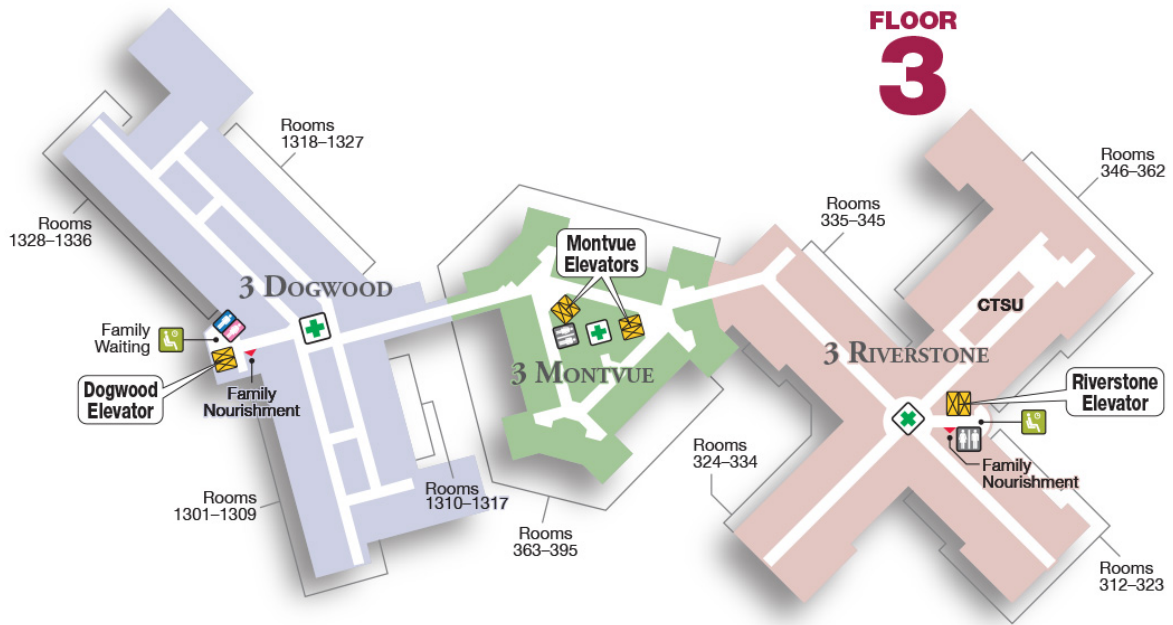 FLOOR
3
Rooms
1318–1327
Rooms
346–362
Rooms
335–345
Rooms
1328–1336
Montvue
Elevators
3 DOGWOOD
CTSU
Family
Waiting
3 MONTVUE
3 RIVERSTONE
Dogwood
Elevator
Family
Nourishment
Riverstone
Elevator
Rooms
324–334
Family
Nourishment
Rooms
1301–1309
Rooms
1310–1317
Rooms
363–395
Rooms
312–323